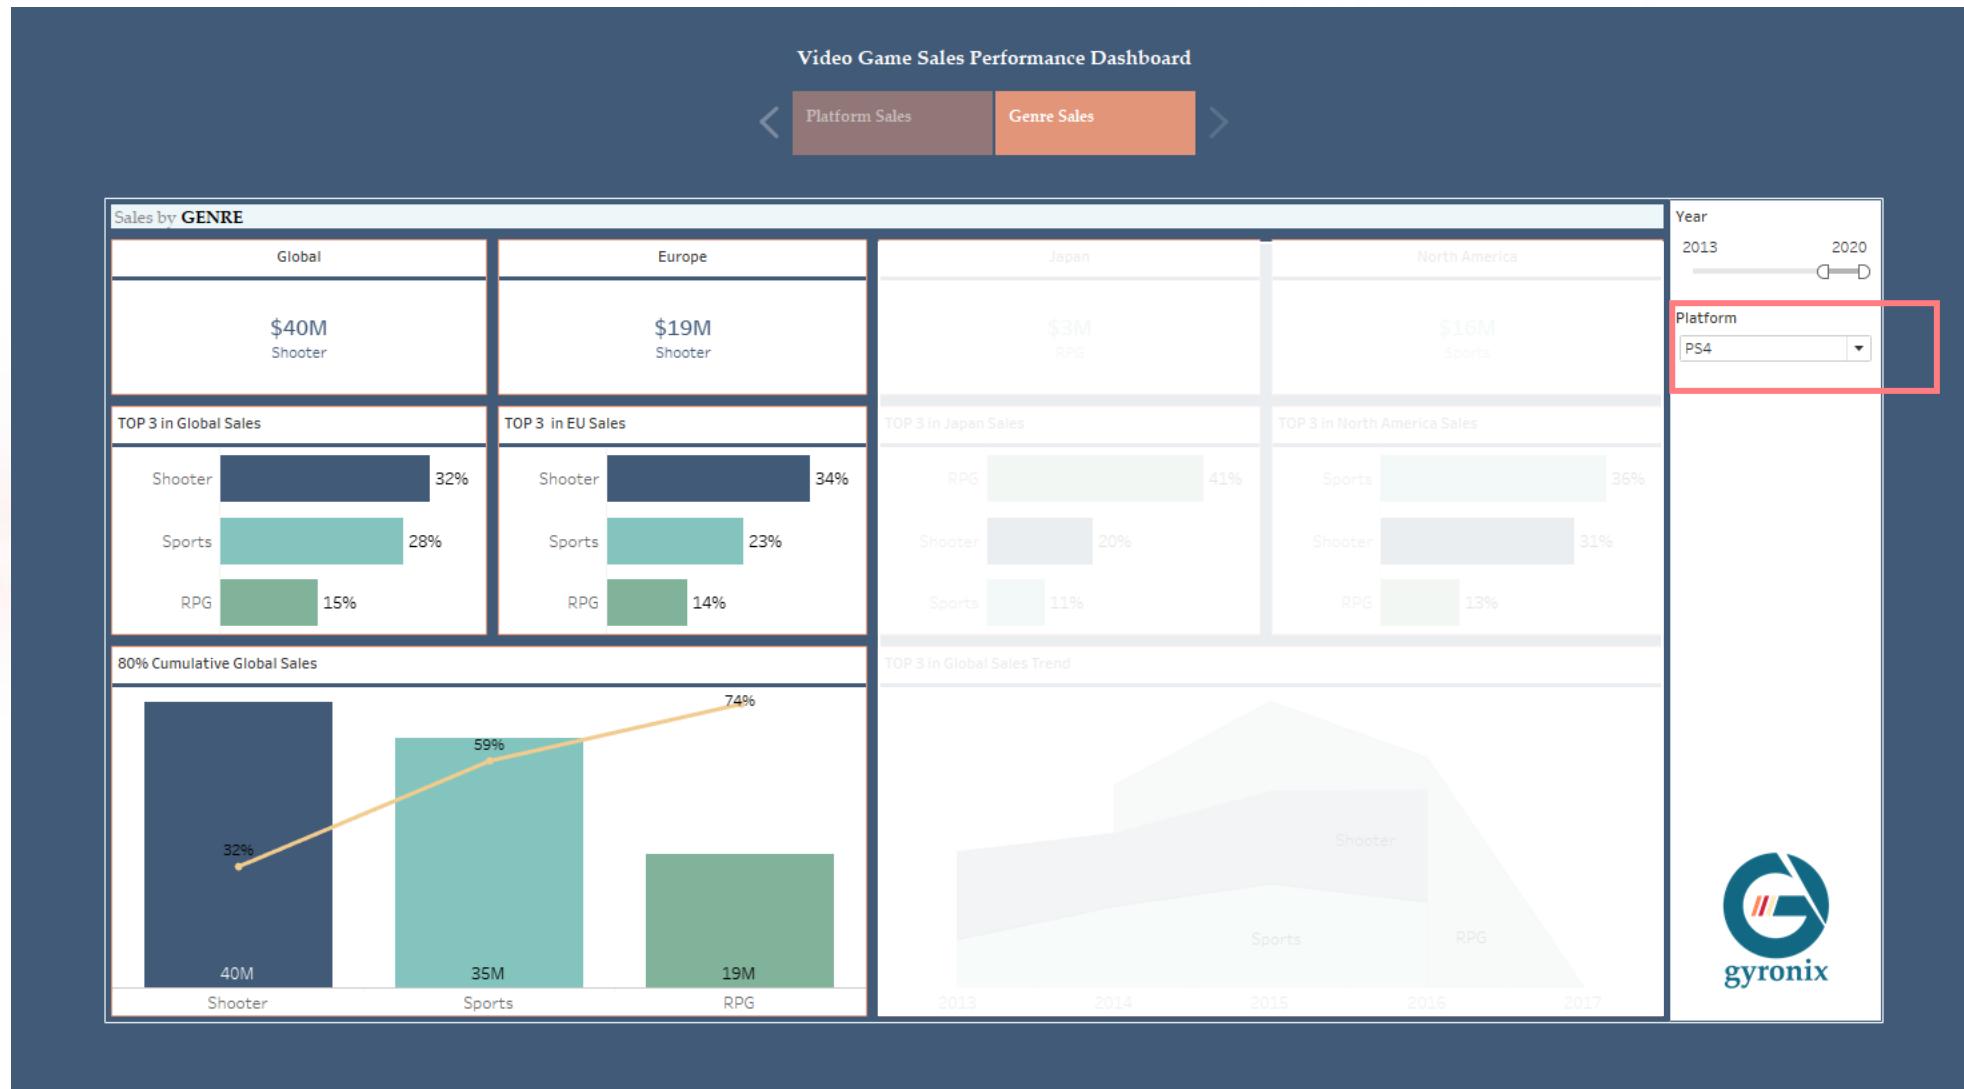 Video Game Sales Performance Dashboard
Platform Sales
Genre Sales
Sales by GENRE
Global
Europe
Japan
North America
$40M
Shooter
$19M
Shooter
$3M
RPG
$16M
Sports
TOP 3 in Global Sales
TOP 3 in EU Sales
TOP 3 in Japan Sales
TOP 3 in North America Sales
Shooter 32%
Sports 28%
RPG 15%
Shooter 34%
Sports 23%
RPG 14%
RPG 41%
Shooter 20%
Sports 11%
Sports 36%
Shooter 31%
RPG 13%
80% Cumulative Global Sales
32%
59%
74%
40M
35M
19M
Shooter
Sports
RPG
TOP 3 in Global Sales Trend
Shooter
Sports
RPG
2013
2014
2015
2016
2017
Year
2013
2020
Platform
PS4
gyronix